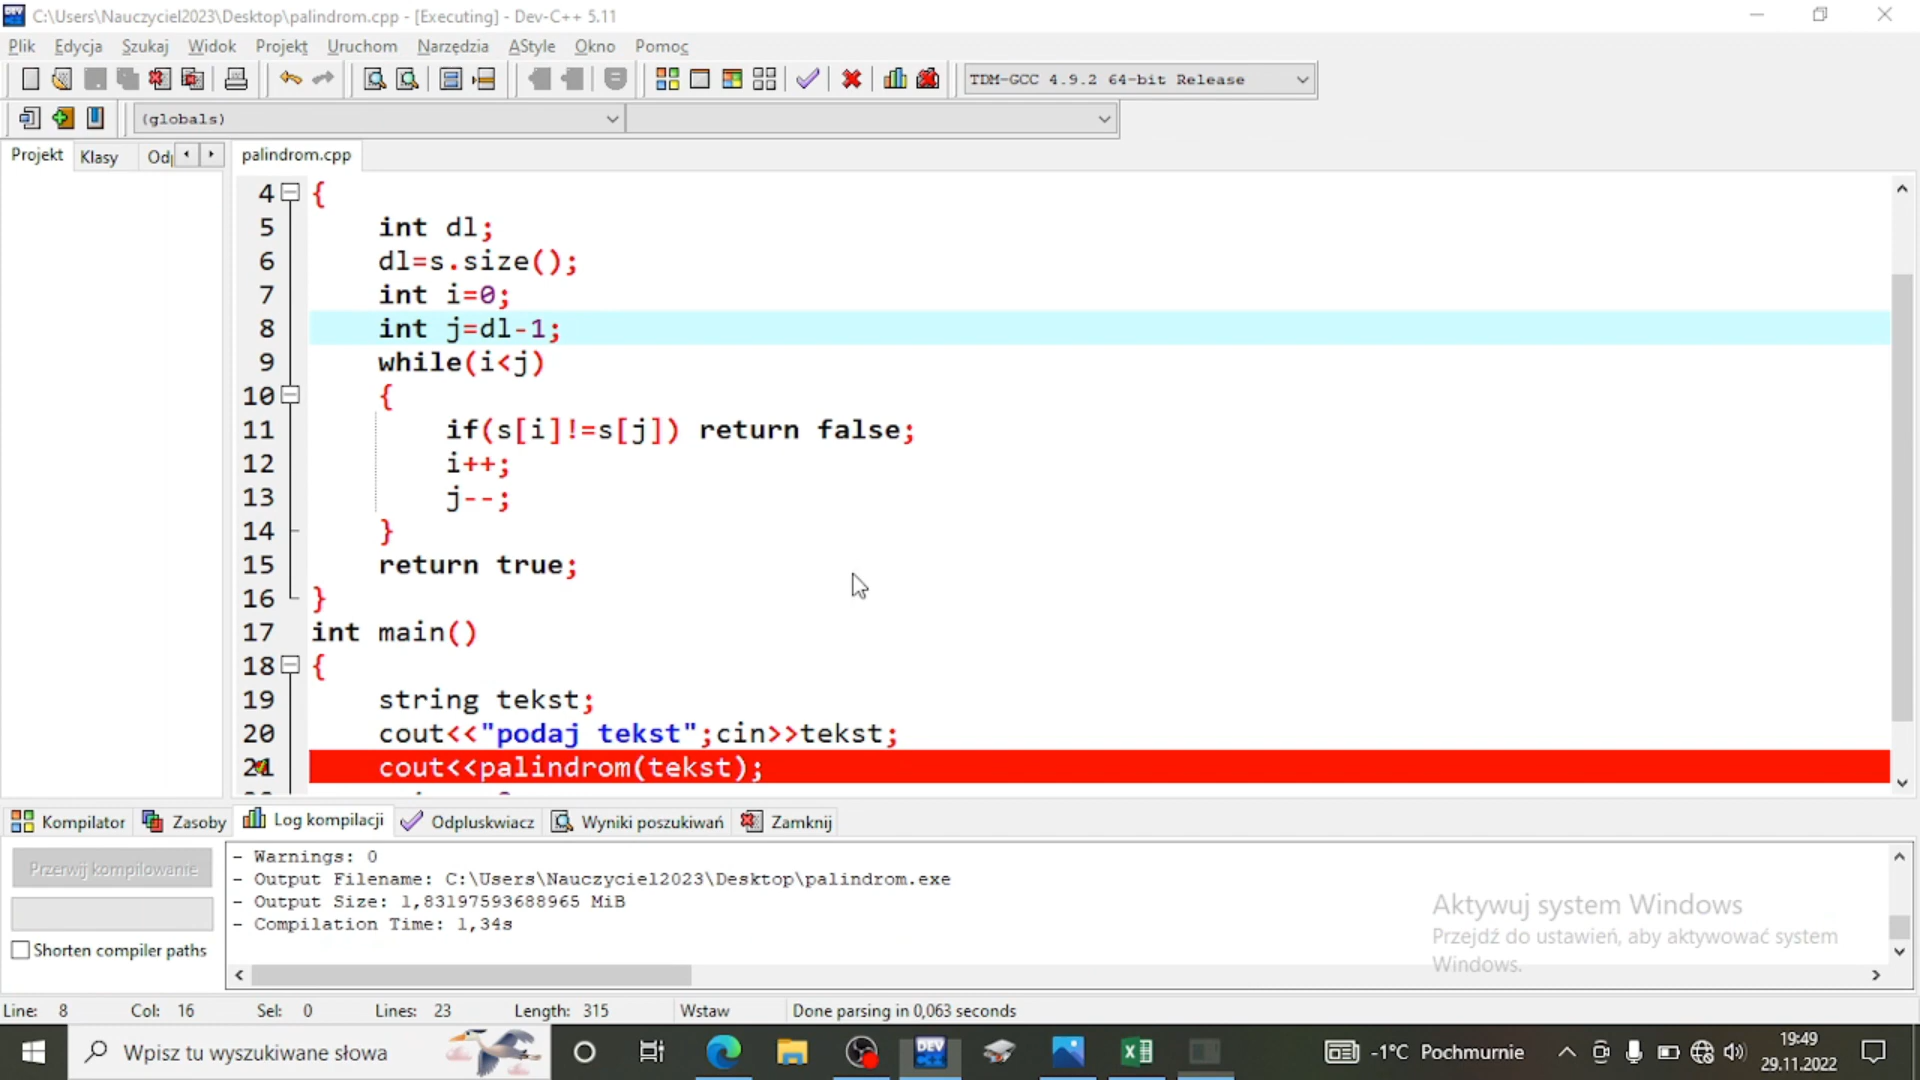 C:\Users\Nauczyciel2023\Desktop\palindrom.cpp - [Executing] - Dev-C++ 5.11
Plik Edycja Szukaj Widok Projekt Uruchom Narzędzia AStyle Okno Pomoc
TDM-GCC 4.9.2 64-bit Release
(globals)
Projekt Klasy Od palindrom.cpp
4 {
5 int dl;
6 dl=s.size();
7 int i=0;
8 int j=dl-1;
9 while(i<j)
10 {
11 if(s[i]!=s[j]) return false;
12 i++;
13 j--;
14 }
15 return true;
16 }
17 int main()
18 {
19 string tekst;
20 cout<<"podaj tekst";cin>>tekst;
21 cout<<palindrom(tekst);
Kompilator Zasoby Log kompilacji Odpluskwiacz Wyniki poszukiwań Zamknij
Przerwij kompilowanie
Shorten compiler paths
- Warnings: 0
- Output Filename: C:\Users\Nauczyciel2023\Desktop\palindrom.exe
- Output Size: 1,83197593688965 MiB
- Compilation Time: 1,34s
Aktywuj system Windows
Przejdź do ustawień, aby aktywować system
Windows.
Line: 8 Col: 16 Sel: 0 Lines: 23 Length: 315 Wstaw Done parsing in 0,063 seconds
Wpisz tu wyszukiwane słowa
DEV
-1°C Pochmurnie
19:49
29.11.2022